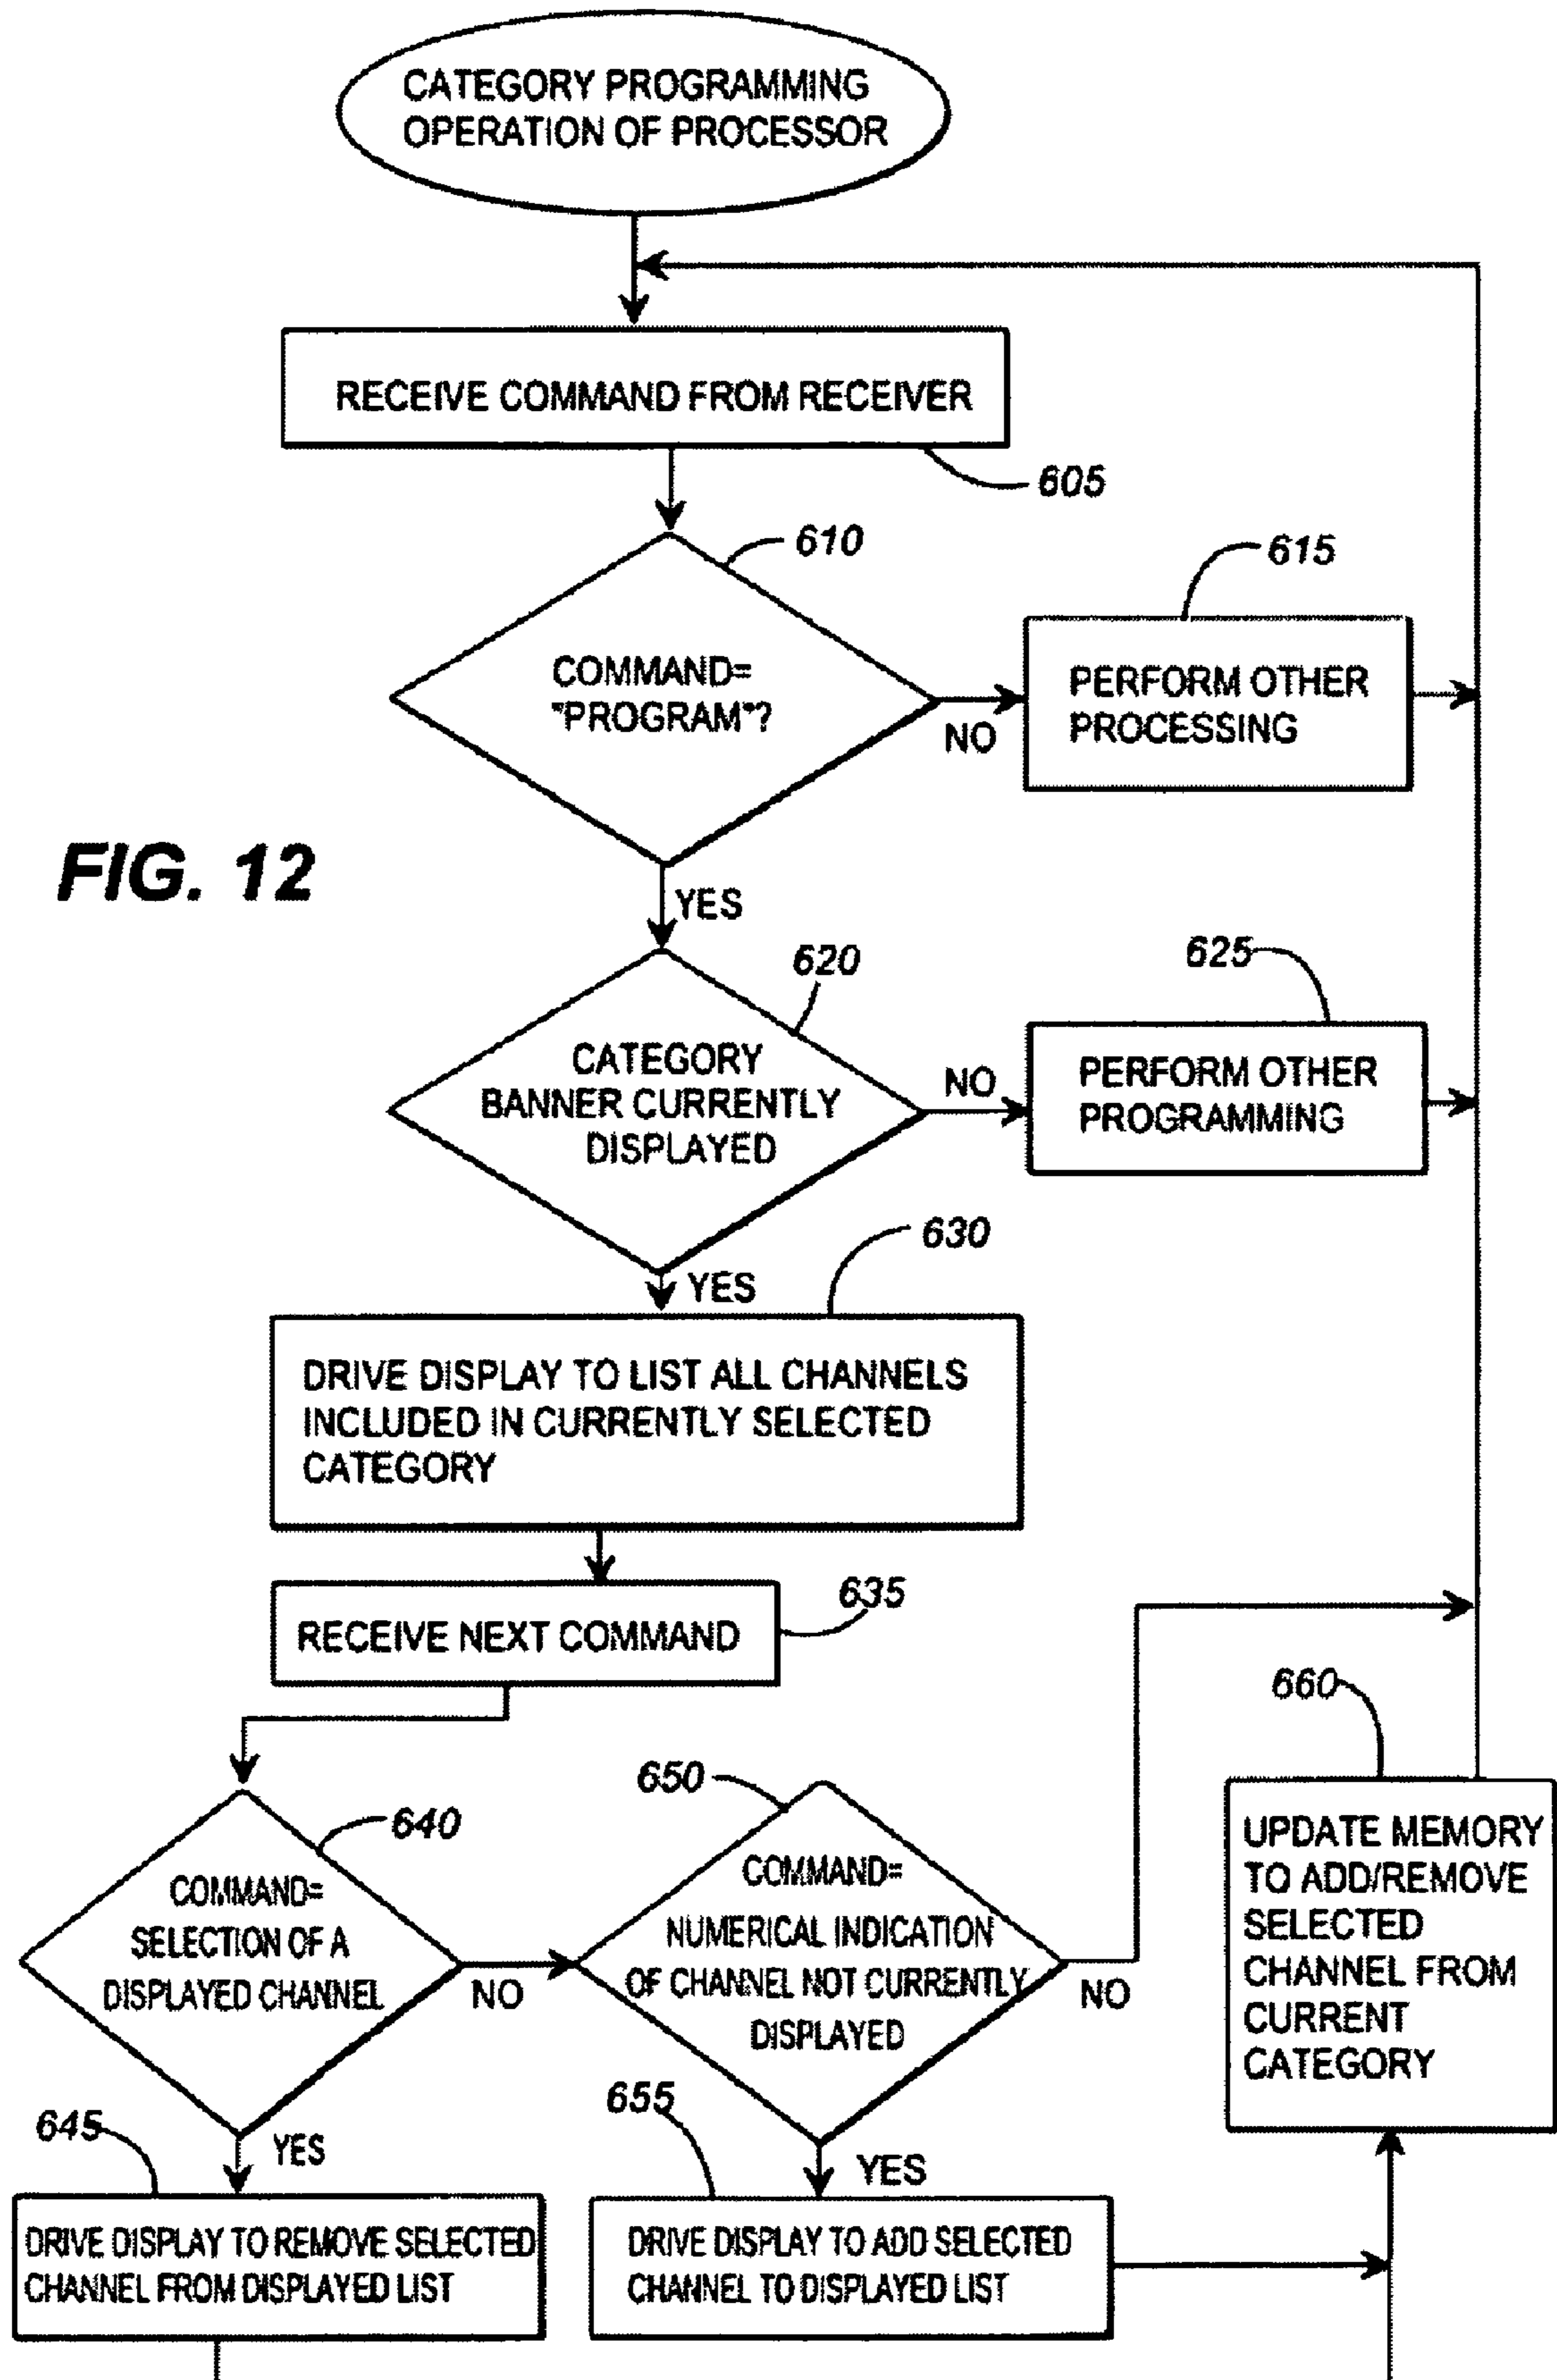 CATEGORY PROGRAMMING
OPERATION OF PROCESSOR
RECEIVE COMMAND FROM RECEIVER
605
610
COMMAND=
"PROGRAM"?
NO
615
PERFORM OTHER
PROCESSING
FIG. 12
YES
620
CATEGORY
BANNER CURRENTLY
DISPLAYED
NO
625
PERFORM OTHER
PROGRAMMING
YES
630
DRIVE DISPLAY TO LIST ALL CHANNELS
INCLUDED IN CURRENTLY SELECTED
CATEGORY
RECEIVE NEXT COMMAND
635
640
COMMAND=
SELECTION OF A
DISPLAYED CHANNEL
NO
650
COMMAND=
NUMERICAL INDICATION
OF CHANNEL NOT CURRENTLY
DISPLAYED
NO
660
UPDATE MEMORY
TO ADD/REMOVE
SELECTED
CHANNEL FROM
CURRENT
CATEGORY
645
YES
DRIVE DISPLAY TO REMOVE SELECTED
CHANNEL FROM DISPLAYED LIST
655
YES
DRIVE DISPLAY TO ADD SELECTED
CHANNEL TO DISPLAYED LIST